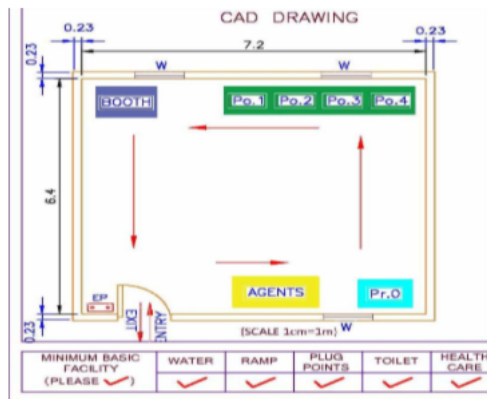 CAD DRAWING
0.23
7.2
0.23
0.23
W
W
BOOTH
Po.1 Po.2 Po.3 Po.4
6.4
EP
AGENTS
Pr.O
0.23
EXIT
ENTRY
(SCALE 1cm=1m)
W
MINIMUM BASIC
FACILITY
(PLEASE ✓)
WATER
RAMP
PLUG
POINTS
TOILET
HEALTH
CARE